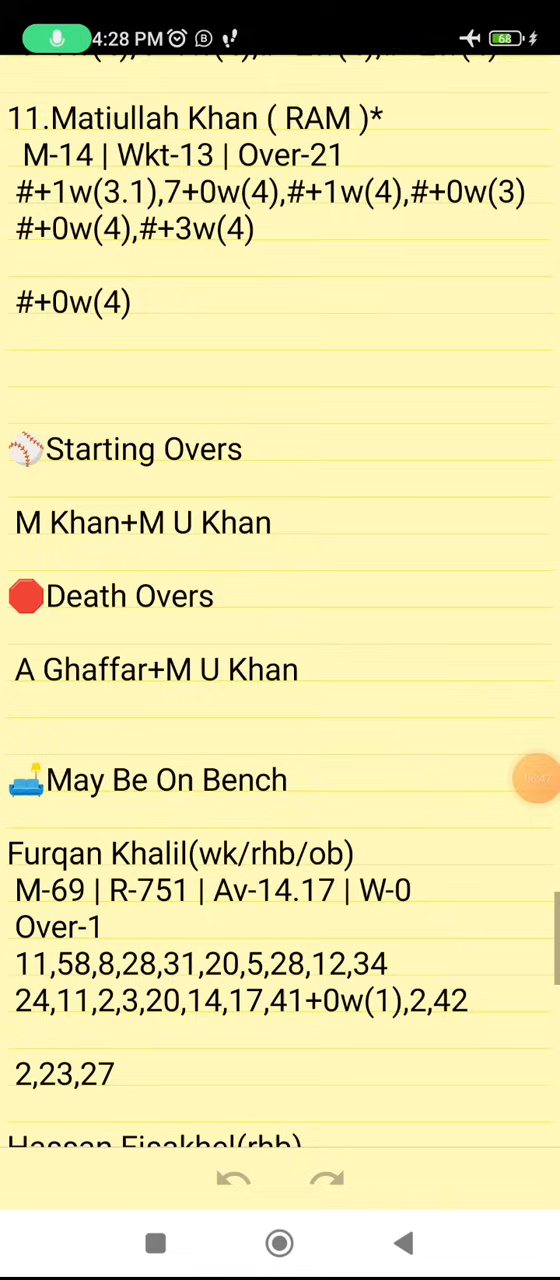 4:28 PM
68
11.Matiullah Khan ( RAM )*
M-14 | Wkt-13 | Over-21
#+1w(3.1),7+0w(4),#+1w(4),#+0w(3)
#+0w(4),#+3w(4)
#+0w(4)
⚾Starting Overs
M Khan+M U Khan
🛑Death Overs
A Ghaffar+M U Khan
🛋️May Be On Bench
Furqan Khalil(wk/rhb/ob)
M-69 | R-751 | Av-14.17 | W-0
Over-1
11,58,8,28,31,20,5,28,12,34
24,11,2,3,20,14,17,41+0w(1),2,42
2,23,27
Hassan Eisakhel(rhb)